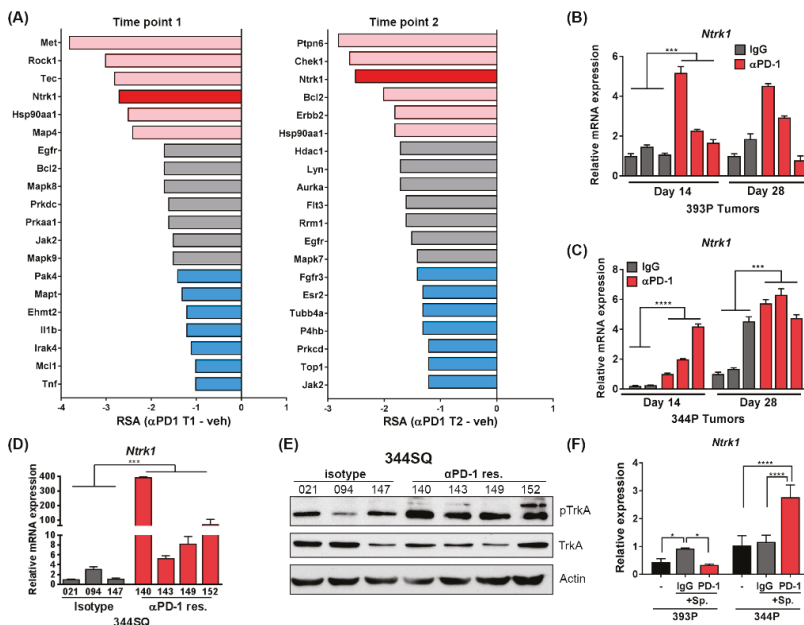 (A)
Time point 1
Met
Rock1
Tec
Ntrk1
Hsp90aa1
Map4
Egfr
Bcl2
Mapk8
Prkdc
Prkaa1
Jak2
Mapk9
Pak4
Mapt
Ehmt2
Il1b
Irak4
Mcl1
Tnf
-4 -3 -2 -1 0
RSA (αPD1 T1 - veh)
Time point 2
Ptpn6
Chek1
Ntrk1
Bcl2
Erbb2
Hsp90aa1
Hdac1
Lyn
Aurka
Flt3
Rrm1
Egfr
Mapk7
Fgfr3
Esr2
Tubb4a
P4hb
Prkcd
Top1
Jak2
-3 -2 -1 0
RSA (αPD1 T2 - veh)
(B)
Ntrk1
IgG
αPD-1
***
Relative mRNA expression
6
4
2
0
Day 14 Day 28
393P Tumors
(C)
Ntrk1
IgG
αPD-1
****
***
Relative mRNA expression
8
6
4
2
0
Day 14 Day 28
344P Tumors
(D)
Ntrk1
***
Relative mRNA expression
400
300
200
100
10
8
6
4
2
0
021 094 147 140 143 149 152
Isotype αPD-1 res.
344SQ
(E)
344SQ
isotype αPD-1 res.
021 094 147 140 143 149 152
pTrkA
TrkA
Actin
(F)
Ntrk1
****
****
* *
Relative expression
4
3
2
1
0
- IgG PD-1 - IgG PD-1
+Sp. +Sp.
393P 344P